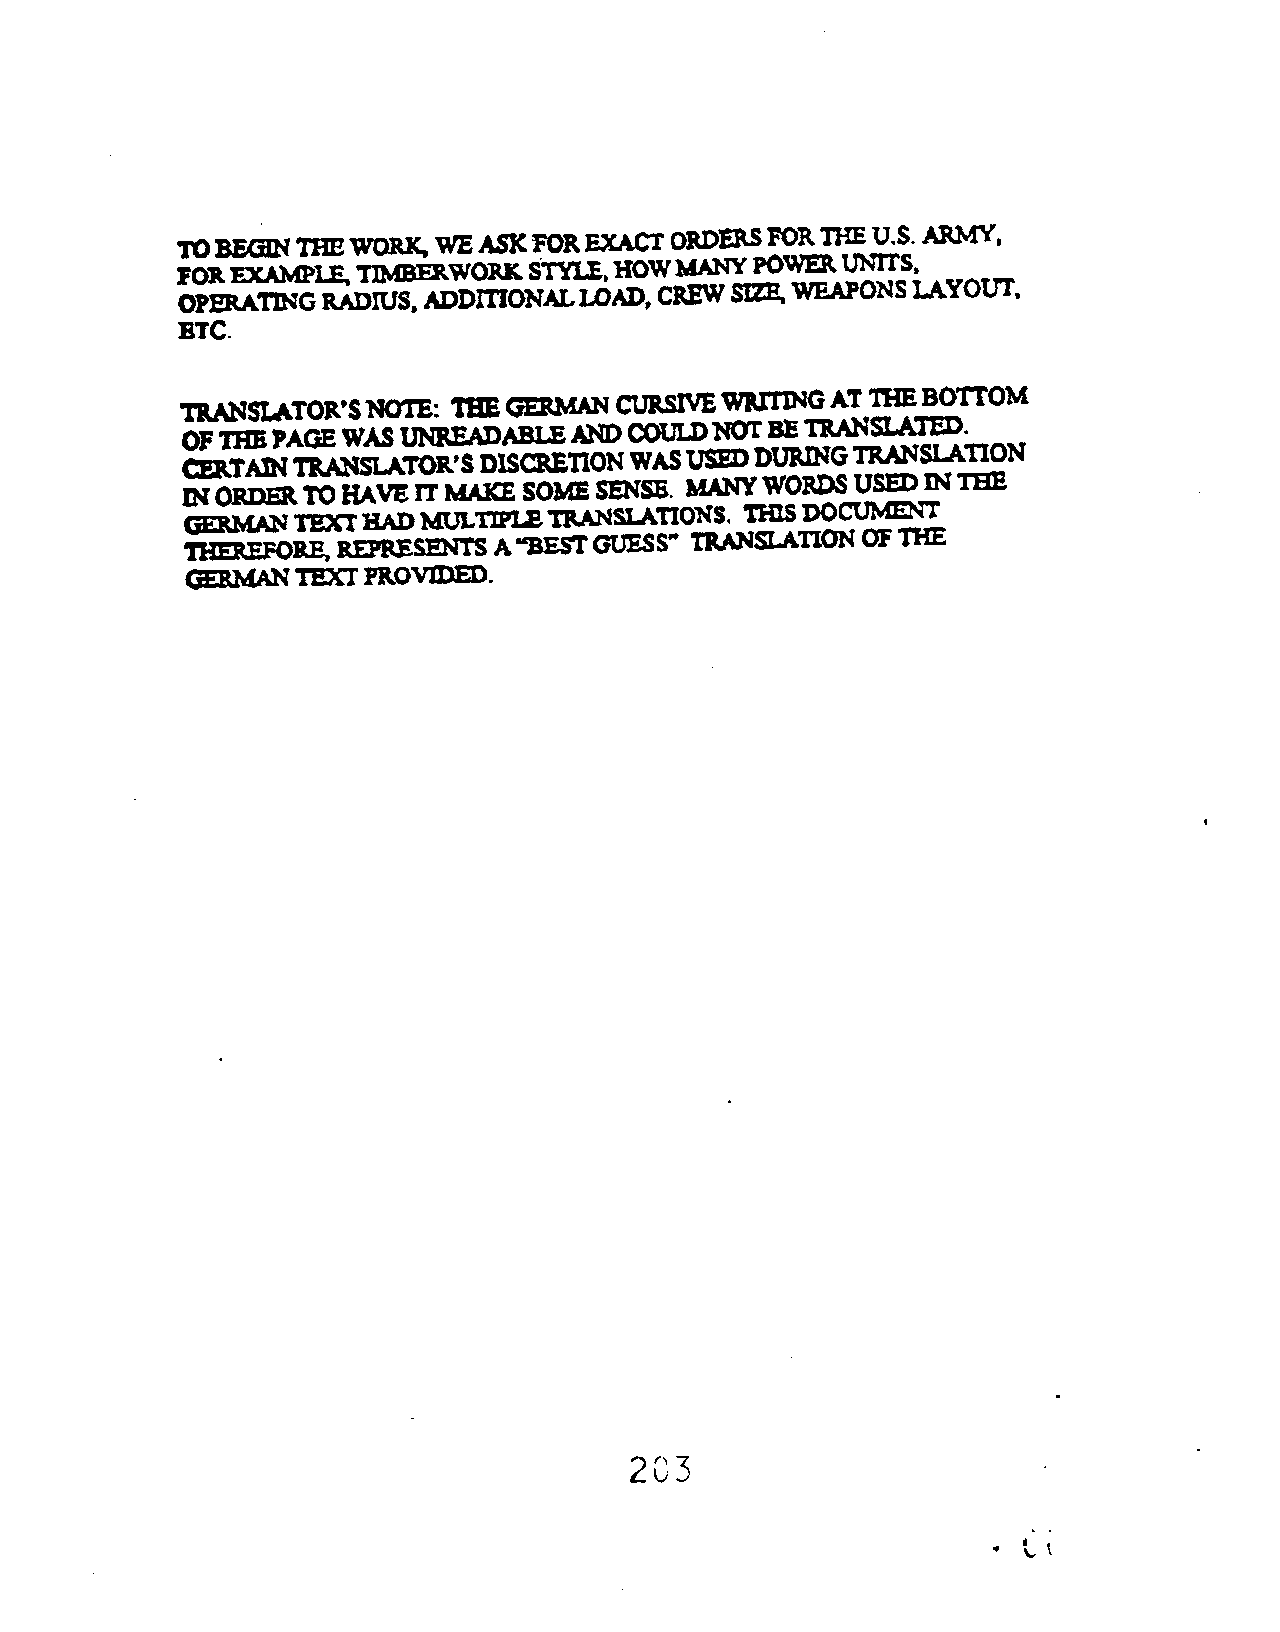 TO BEGIN THE WORK, WE ASK FOR EXACT ORDERS FOR THE U.S. ARMY,
FOR EXAMPLE, TIMBERWORK STYLE, HOW MANY POWER UNITS,
OPERATING RADIUS, ADDITIONAL LOAD, CREW SIZE, WEAPONS LAYOUT,
ETC.
TRANSLATOR'S NOTE: THE GERMAN CURSIVE WRITING AT THE BOTTOM
OF THE PAGE WAS UNREADABLE AND COULD NOT BE TRANSLATED.
CERTAIN TRANSLATOR'S DISCRETION WAS USED DURING TRANSLATION
IN ORDER TO HAVE IT MAKE SOME SENSE. MANY WORDS USED IN THE
GERMAN TEXT HAD MULTIPLE TRANSLATIONS. THIS DOCUMENT
THEREFORE, REPRESENTS A "BEST GUESS" TRANSLATION OF THE
GERMAN TEXT PROVIDED.
203